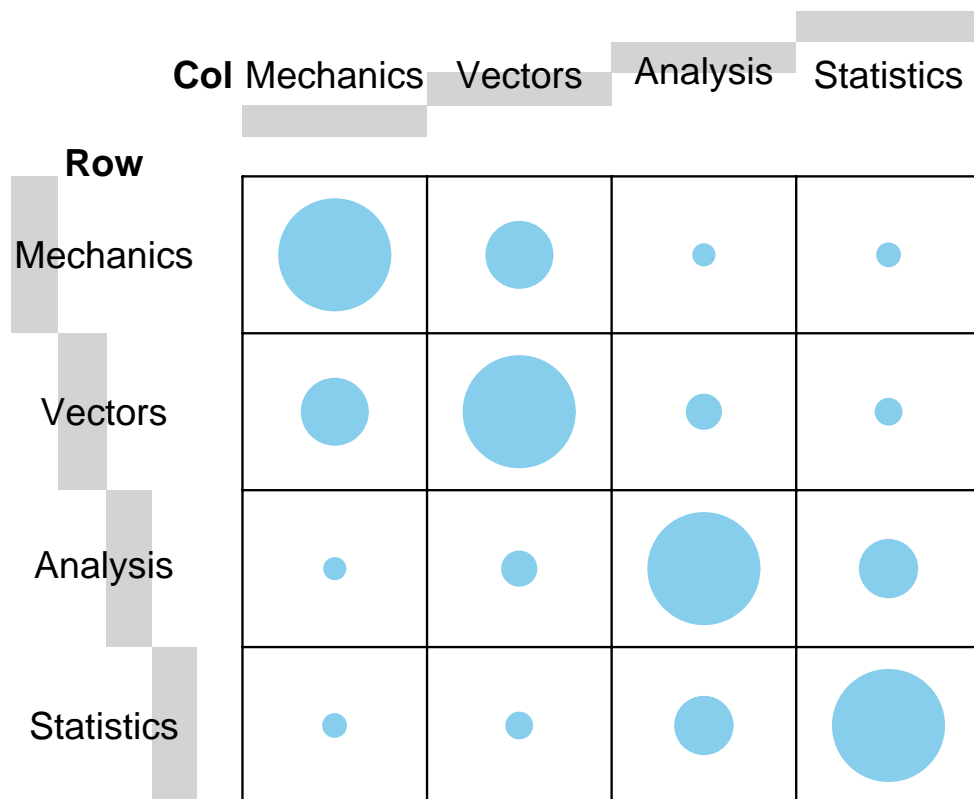 Col Mechanics Vectors Analysis Statistics
Row
Mechanics
Vectors
Analysis
Statistics